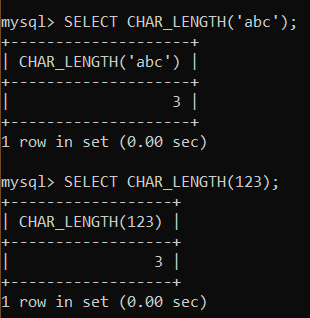 mysql> SELECT CHAR_LENGTH('abc');
+--------------------+
| CHAR_LENGTH('abc') |
+--------------------+
|                  3 |
+--------------------+
1 row in set (0.00 sec)

mysql> SELECT CHAR_LENGTH(123);
+------------------+
| CHAR_LENGTH(123) |
+------------------+
|                3 |
+------------------+
1 row in set (0.00 sec)